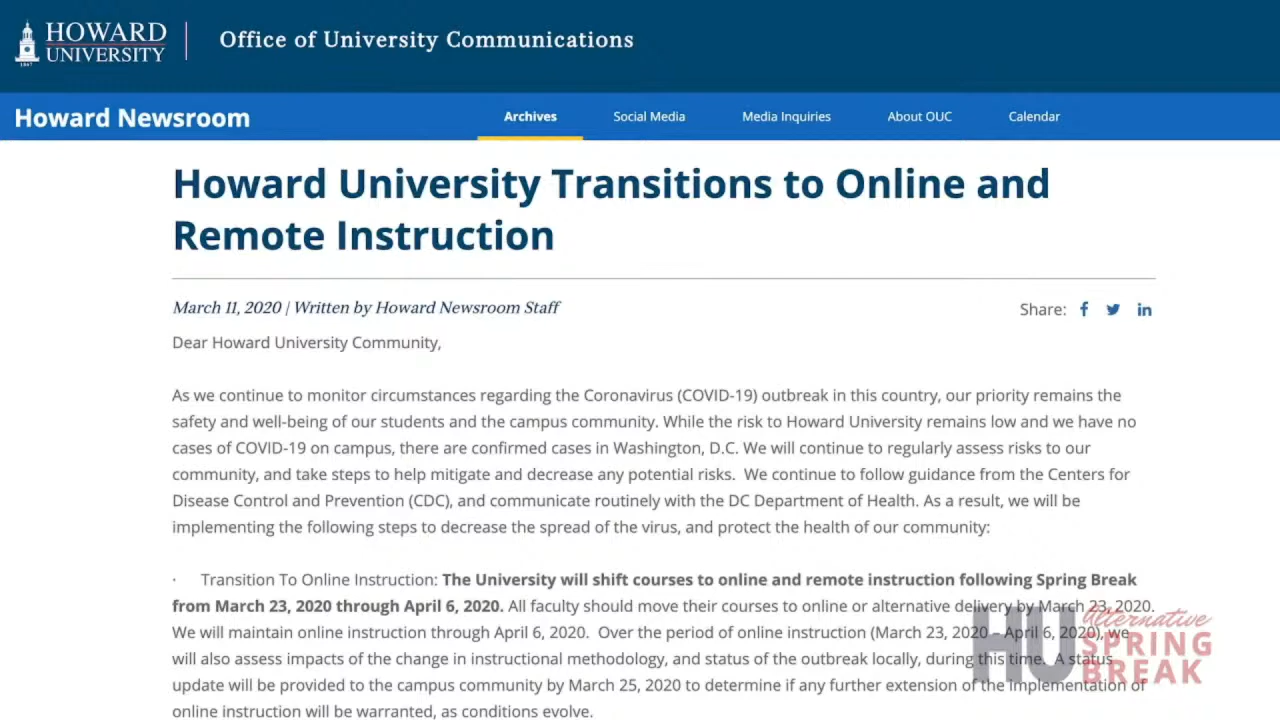 HOWARD
UNIVERSITY
1867
Office of University Communications
Howard Newsroom
Archives
Social Media
Media Inquiries
About OUC
Calendar
Howard University Transitions to Online and
Remote Instruction
March 11, 2020 | Written by Howard Newsroom Staff
Share:
Dear Howard University Community,
As we continue to monitor circumstances regarding the Coronavirus (COVID-19) outbreak in this country, our priority remains the
safety and well-being of our students and the campus community. While the risk to Howard University remains low and we have no
cases of COVID-19 on campus, there are confirmed cases in Washington, D.C. We will continue to regularly assess risks to our
community, and take steps to help mitigate and decrease any potential risks. We continue to follow guidance from the Centers for
Disease Control and Prevention (CDC), and communicate routinely with the DC Department of Health. As a result, we will be
implementing the following steps to decrease the spread of the virus, and protect the health of our community:
· Transition To Online Instruction: The University will shift courses to online and remote instruction following Spring Break
from March 23, 2020 through April 6, 2020. All faculty should move their courses to online or alternative delivery by March 23, 2020.
We will maintain online instruction through April 6, 2020. Over the period of online instruction (March 23, 2020 – April 6, 2020), we
will also assess impacts of the change in instructional methodology, and status of the outbreak locally, during this time. A status
update will be provided to the campus community by March 25, 2020 to determine if any further extension of the implementation of
online instruction will be warranted, as conditions evolve.
HU
Alternative
SPRING
BREAK